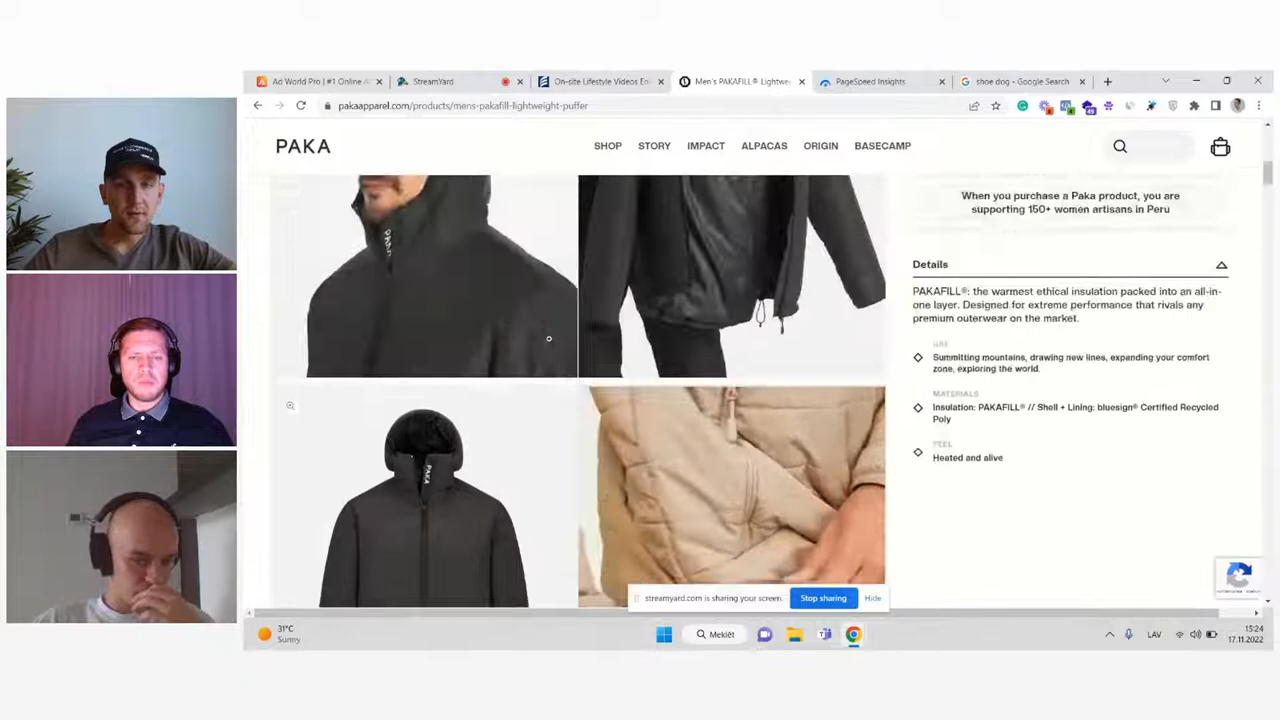 Ad World Pro | #1 Online A
StreamYard
On-site Lifestyle Videos En
Men's PAKAFILL® Lightwe
PageSpeed Insights
shoe dog - Google Search
pakaapparel.com/products/mens-pakafill-lightweight-puffer
PAKA
SHOP
STORY
IMPACT
ALPACAS
ORIGIN
BASECAMP
When you purchase a Paka product, you are
supporting 150+ women artisans in Peru
Details
PAKAFILL®: the warmest ethical insulation packed into an all-in-
one layer. Designed for extreme performance that rivals any
premium outerwear on the market.
USE
Summitting mountains, drawing new lines, expanding your comfort
zone, exploring the world.
MATERIALS
Insulation: PAKAFILL® // Shell + Lining: bluesign® Certified Recycled
Poly
FEEL
Heated and alive
PAKA
streamyard.com is sharing your screen.
Stop sharing
Hide
31°C
Sunny
Meklēt
LAV
15:24
17.11.2022